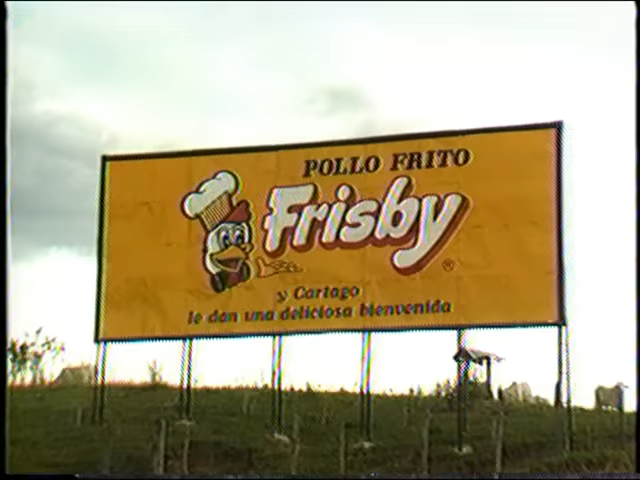 POLLO FRITO
Frisby®
y Cartago
le dan una deliciosa bienvenida